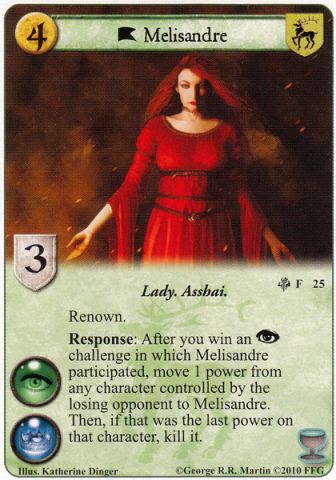 4 Melisandre
3
Lady. Asshai.
F 25
Renown.
Response: After you win an
challenge in which Melisandre
participated, move 1 power from
any character controlled by the
losing opponent to Melisandre.
Then, if that was the last power on
that character, kill it.
Illus. Katherine Dinger ©George R.R. Martin ©2010 FFG